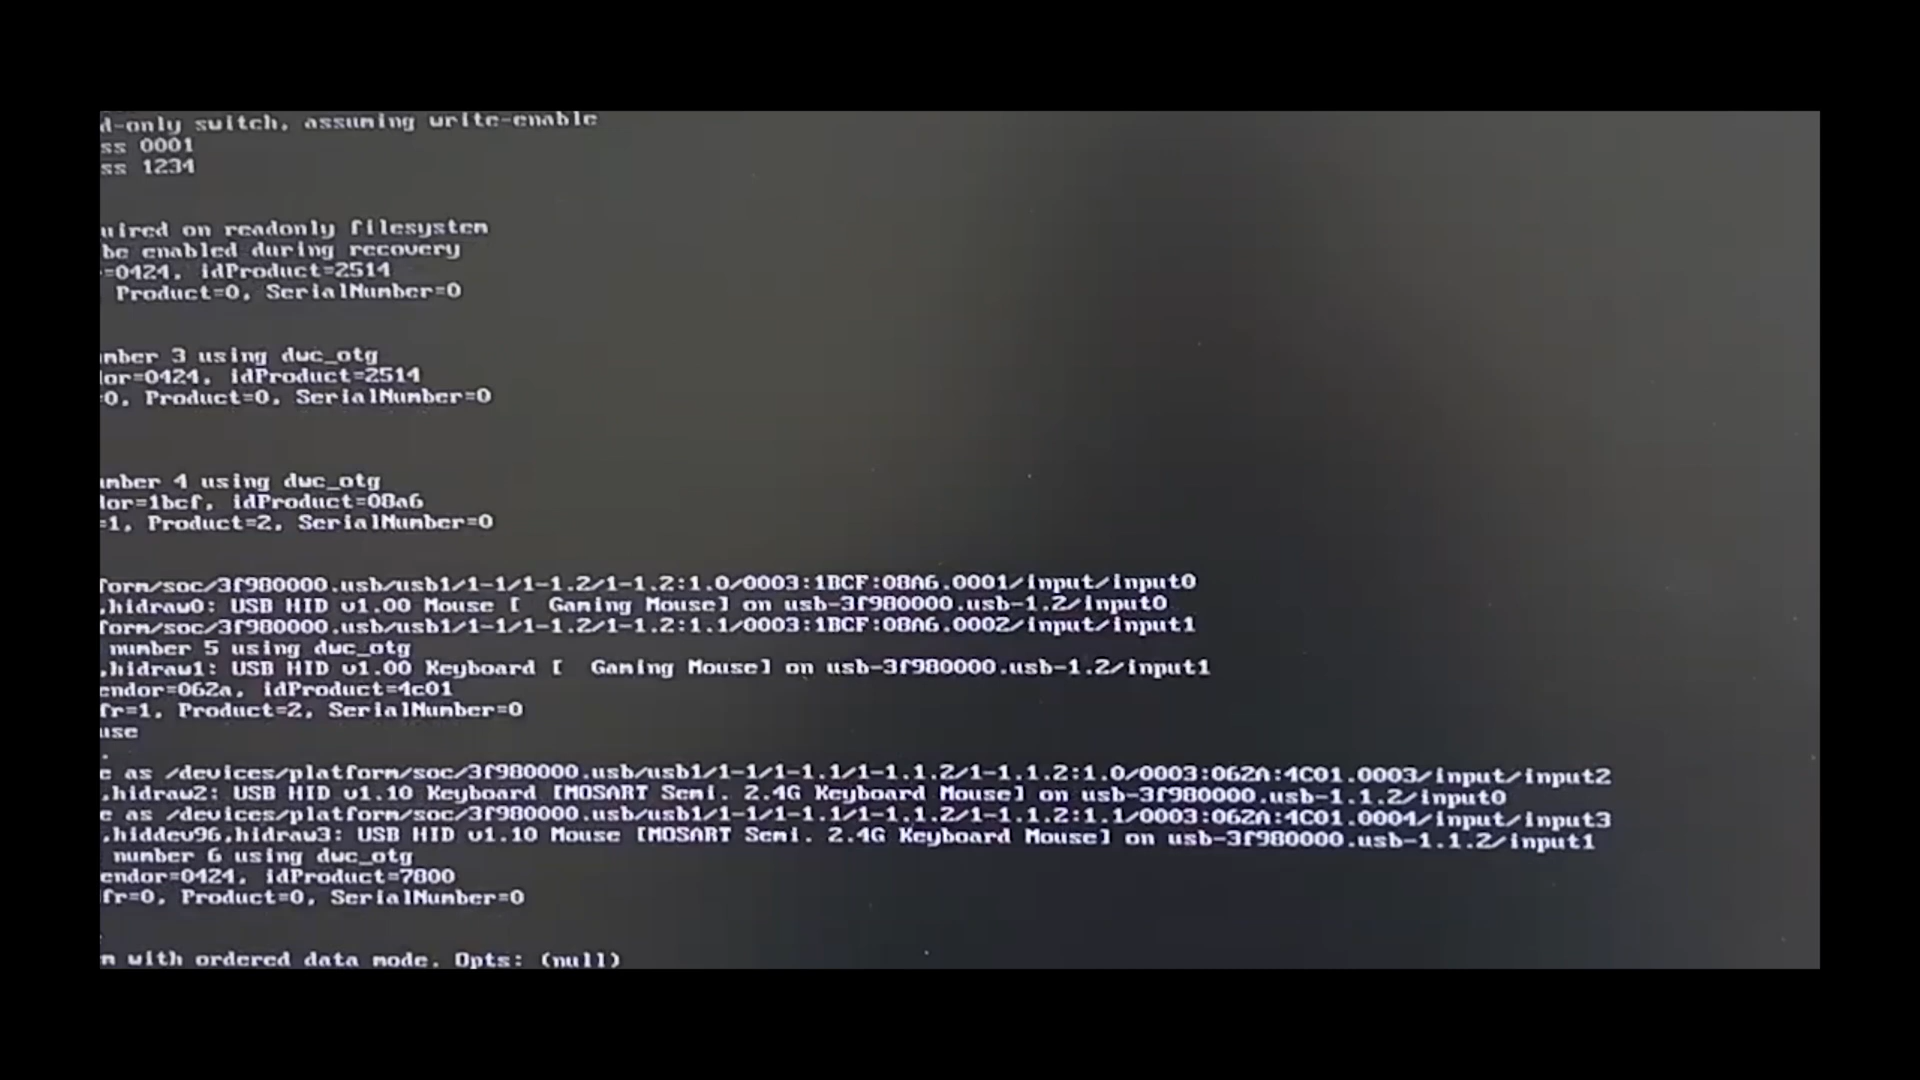 d-only switch, assuming write-enable
ss 0001
ss 1234
uired on readonly filesystem
be enabled during recovery
=0424, idProduct=2514
Product=0, SerialNumber=0
mber 3 using dwc_otg
or=0424, idProduct=2514
=0, Product=0, SerialNumber=0
mber 4 using dwc_otg
or=1bcf, idProduct=08a6
=1, Product=2, SerialNumber=0
form/soc/3f980000.usb/usb1/1-1/1-1.2/1-1.2:1.0/0003:1BCF:08A6.0001/input/input0
,hidraw0: USB HID v1.00 Mouse [  Gaming Mouse] on usb-3f980000.usb-1.2/input0
form/soc/3f980000.usb/usb1/1-1/1-1.2/1-1.2:1.1/0003:1BCF:08A6.0002/input/input1
number 5 using dwc_otg
,hidraw1: USB HID v1.00 Keyboard [  Gaming Mouse] on usb-3f980000.usb-1.2/input1
endor=062a, idProduct=4c01
fr=1, Product=2, SerialNumber=0
use
.
e as /devices/platform/soc/3f980000.usb/usb1/1-1/1-1.1/1-1.1.2/1-1.1.2:1.0/0003:062A:4C01.0003/input/input2
,hidraw2: USB HID v1.10 Keyboard [MOSART Semi. 2.4G Keyboard Mouse] on usb-3f980000.usb-1.1.2/input0
e as /devices/platform/soc/3f980000.usb/usb1/1-1/1-1.1/1-1.1.2/1-1.1.2:1.1/0003:062A:4C01.0004/input/input3
,hiddev96,hidraw3: USB HID v1.10 Mouse [MOSART Semi. 2.4G Keyboard Mouse] on usb-3f980000.usb-1.1.2/input1
number 6 using dwc_otg
endor=0424, idProduct=7800
fr=0, Product=0, SerialNumber=0
m with ordered data mode. Opts: (null)